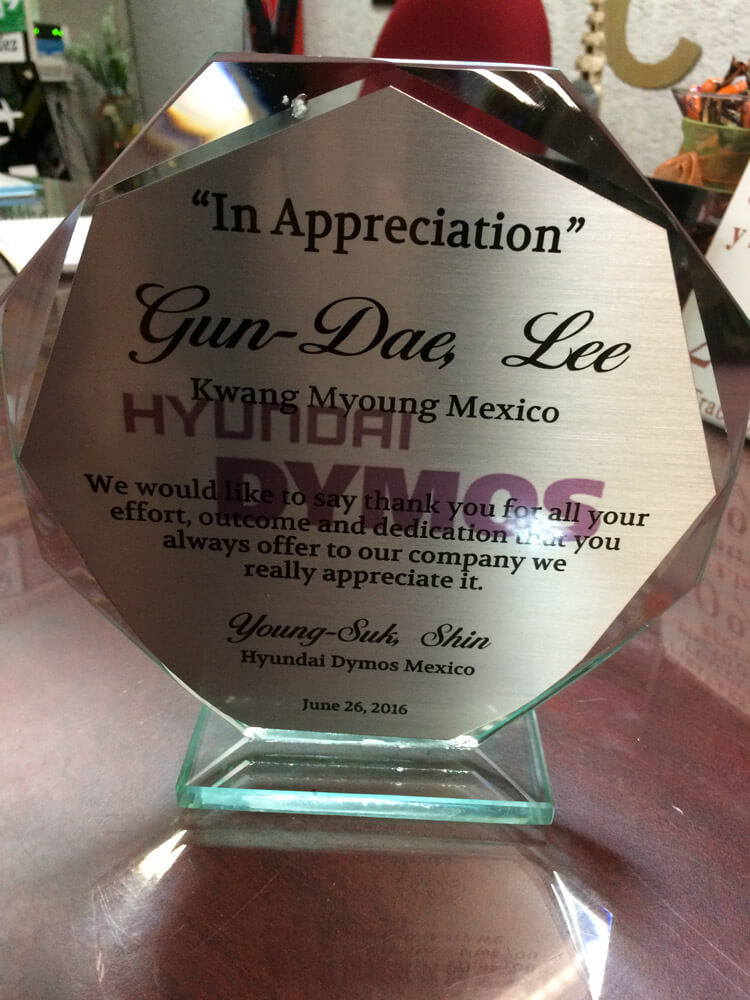 “In Appreciation”
Gun-Dae, Lee
Kwang Myoung Mexico
HYUNDAI
DYMOS
We would like to say thank you for all your
effort, outcome and dedication that you
always offer to our company we
really appreciate it.
Young-Suk, Shin
Hyundai Dymos Mexico
June 26, 2016